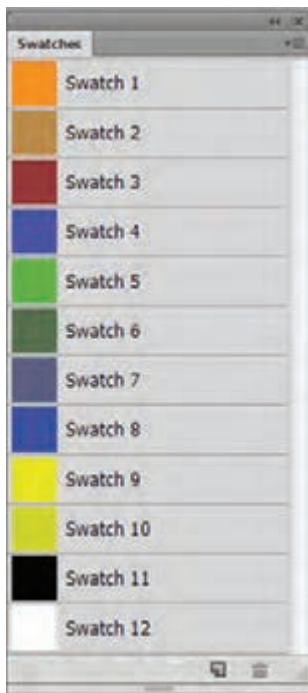 Swatches
Swatch 1
Swatch 2
Swatch 3
Swatch 4
Swatch 5
Swatch 6
Swatch 7
Swatch 8
Swatch 9
Swatch 10
Swatch 11
Swatch 12